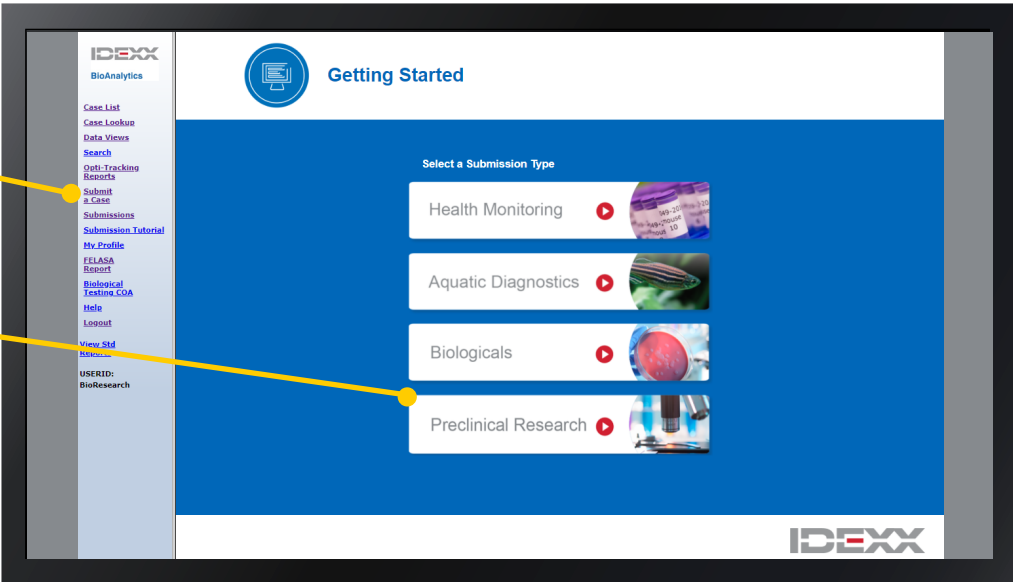 IDEXX
BioAnalytics
Case List
Case Lookup
Data Views
Search
Opti-Tracking
Reports
Submit
a Case
Submissions
Submission Tutorial
My Profile
FELASA
Report
Biological
Testing COA
Help
Logout
View Std
USERID:
BioResearch
Getting Started
Select a Submission Type
Health Monitoring
Aquatic Diagnostics
Biologicals
Preclinical Research
IDEXX